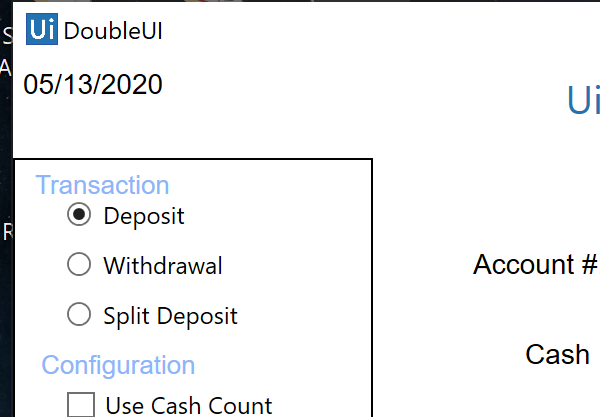 Ui DoubleUI
05/13/2020
Ui
Transaction
Deposit
Withdrawal
Split Deposit
Account #
Cash
Configuration
Use Cash Count